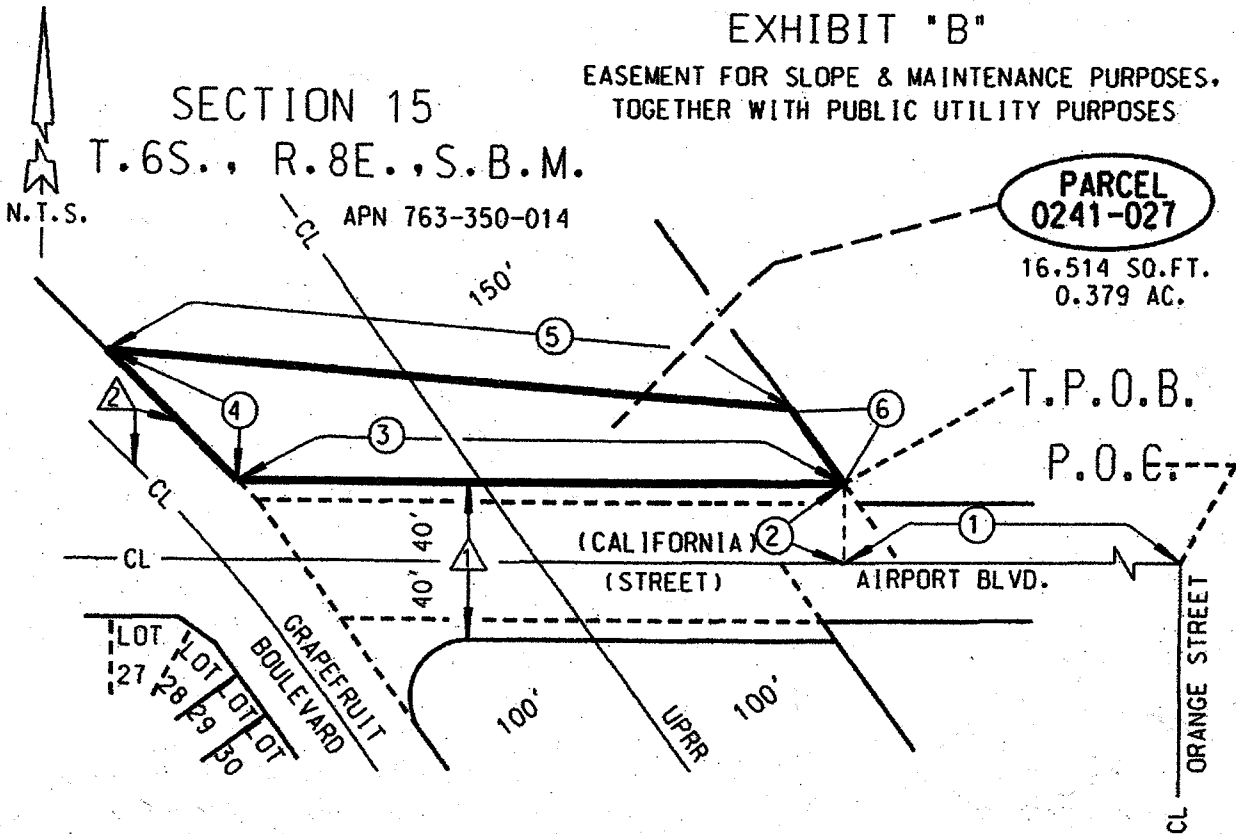 EXHIBIT "B"
EASEMENT FOR SLOPE & MAINTENANCE PURPOSES,
TOGETHER WITH PUBLIC UTILITY PURPOSES
SECTION 15
T.6S., R.8E.,S.B.M.
N.T.S.
APN 763-350-014
CL
150'
PARCEL
0241-027
16.514 SQ.FT.
0.379 AC.
5
2
4
3
6
T.P.O.B.
P.O.C.
CL
CL
40'
40'
1
(CALIFORNIA)
(STREET)
2
1
AIRPORT BLVD.
LOT
27
LOT
28
LOT
29
LOT
30
GRAPEFRUIT
BOULEVARD
100'
100'
UPRR
ORANGE STREET
CL